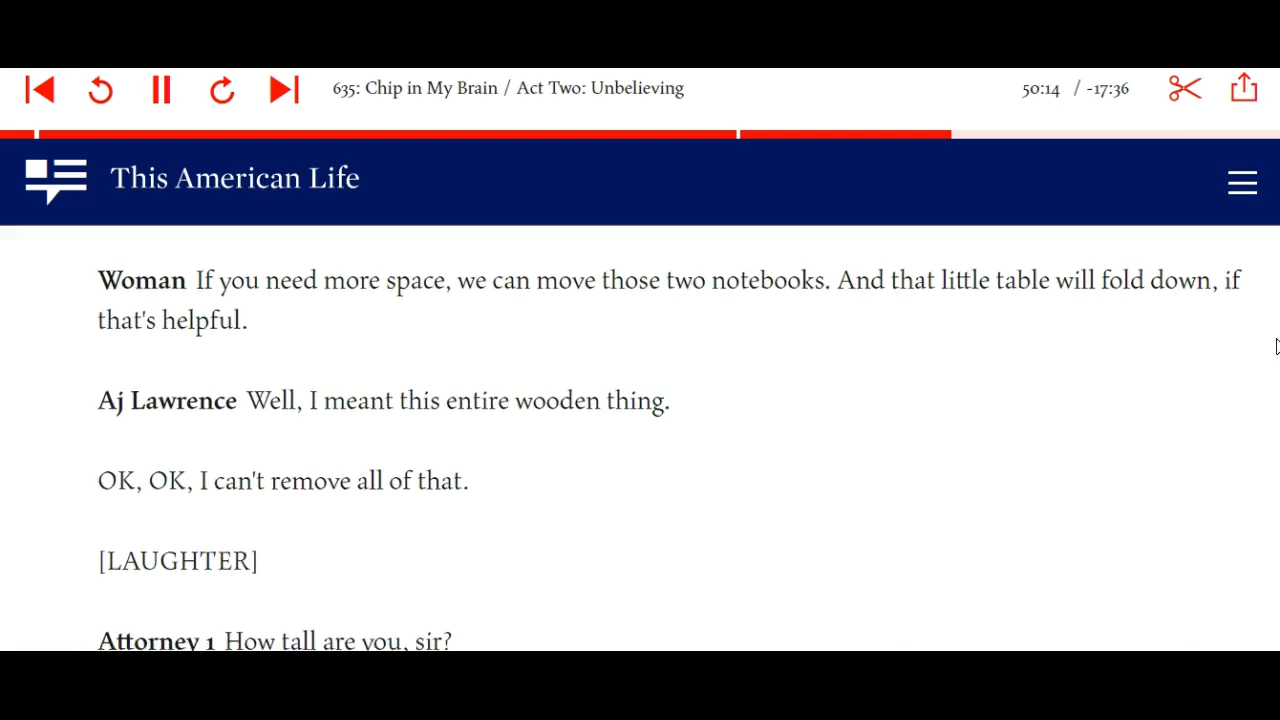 635: Chip in My Brain / Act Two: Unbelieving
50:14 / -17:36
This American Life
Woman If you need more space, we can move those two notebooks. And that little table will fold down, if
that's helpful.
Aj Lawrence Well, I meant this entire wooden thing.
OK, OK, I can't remove all of that.
[LAUGHTER]
Attorney 1 How tall are you, sir?